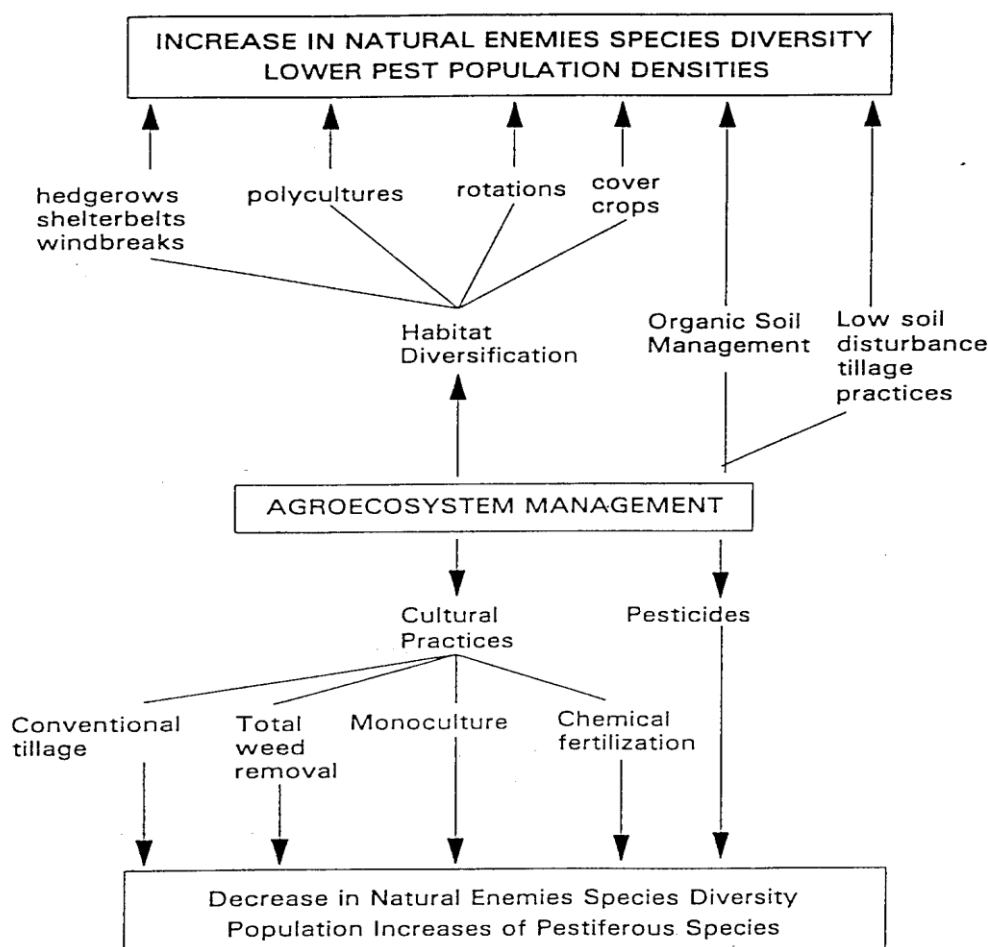 INCREASE IN NATURAL ENEMIES SPECIES DIVERSITY
LOWER PEST POPULATION DENSITIES
hedgerows
shelterbelts
windbreaks
polycultures
rotations
cover
crops
Habitat
Diversification
Organic Soil
Management
Low soil
disturbance
tillage
practices
AGROECOSYSTEM MANAGEMENT
Cultural
Practices
Pesticides
Conventional
tillage
Total
weed
removal
Monoculture
Chemical
fertilization
Decrease in Natural Enemies Species Diversity
Population Increases of Pestiferous Species